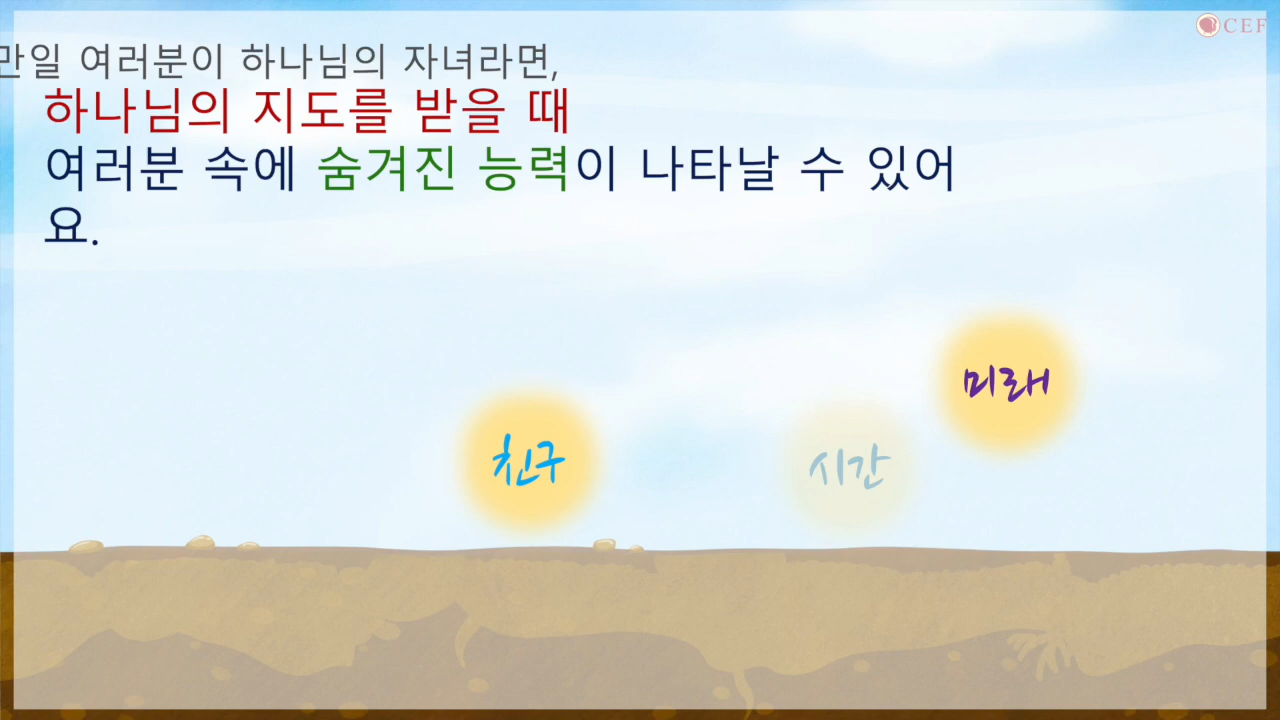 CEF
만일 여러분이 하나님의 자녀라면,
하나님의 지도를 받을 때
여러분 속에 숨겨진 능력이 나타날 수 있어
요.
미래
친구
시간